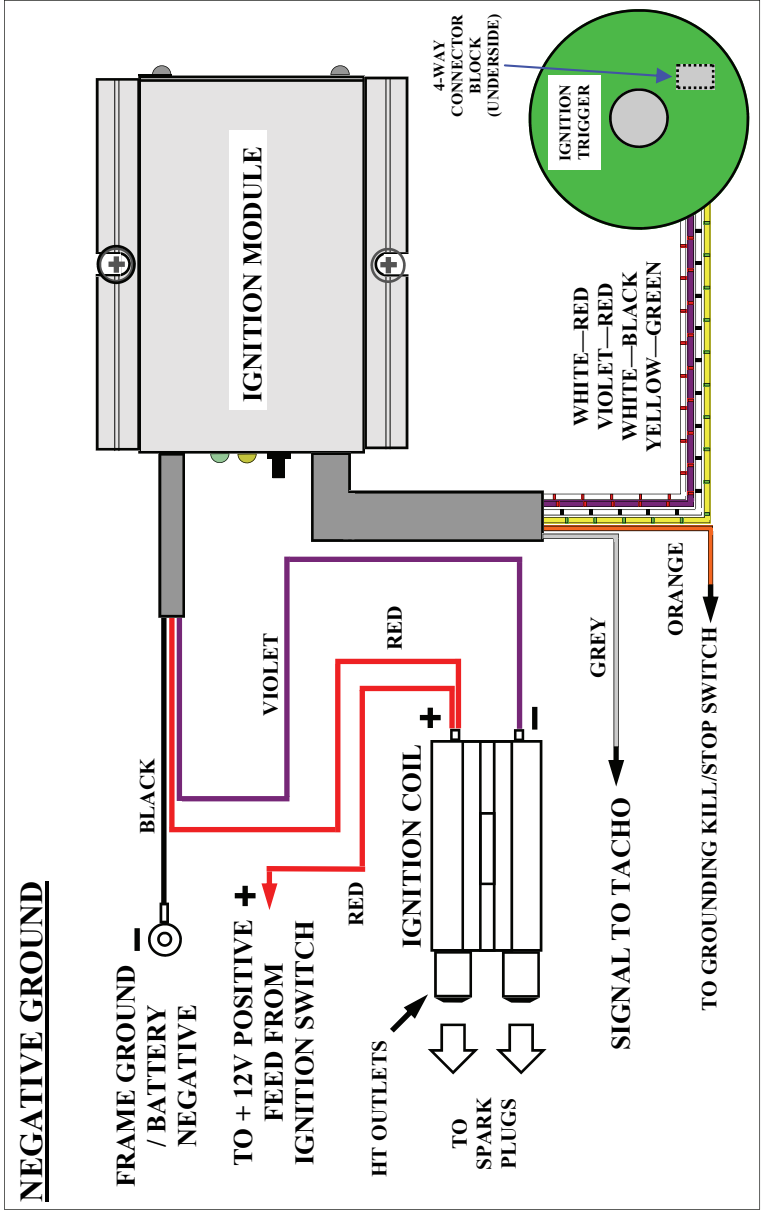 NEGATIVE GROUND
FRAME GROUND
/ BATTERY
NEGATIVE
−
BLACK
TO + 12V POSITIVE +
FEED FROM
IGNITION SWITCH
RED
VIOLET
RED
IGNITION MODULE
HT OUTLETS
IGNITION COIL
+
−
TO
SPARK
PLUGS
4-WAY
CONNECTOR
BLOCK
(UNDERSIDE)
IGNITION
TRIGGER
WHITE—RED
VIOLET—RED
WHITE—BLACK
YELLOW—GREEN
GREY
SIGNAL TO TACHO
ORANGE
TO GROUNDING KILL/STOP SWITCH